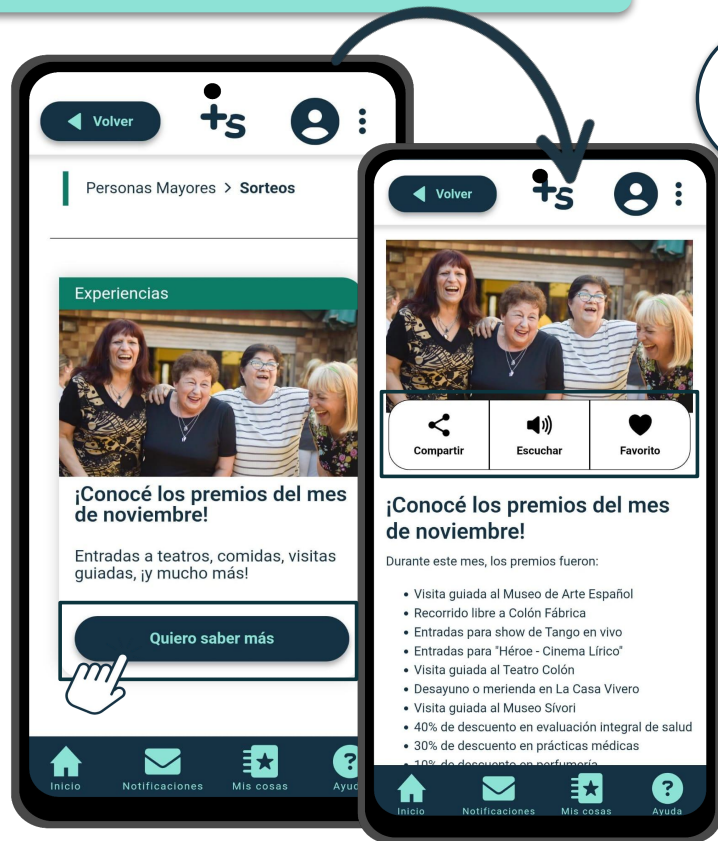 Volver
+s
Personas Mayores > Sorteos
Experiencias
¡Conocé los premios del mes
de noviembre!
Entradas a teatros, comidas, visitas
guiadas, ¡y mucho más!
Quiero saber más
Inicio
Notificaciones
Mis cosas
Volver
+s
Compartir
Escuchar
Favorito
¡Conocé los premios del mes
de noviembre!
Durante este mes, los premios fueron:
• Visita guiada al Museo de Arte Español
• Recorrido libre a Colón Fábrica
• Entradas para show de Tango en vivo
• Entradas para "Héroe - Cinema Lírico"
• Visita guiada al Teatro Colón
• Desayuno o merienda en La Casa Vivero
• Visita guiada al Museo Sívori
• 40% de descuento en evaluación integral de salud
• 30% de descuento en prácticas médicas
• 10% de descuento en perfumería
Inicio
Notificaciones
Mis cosas
Ayuda